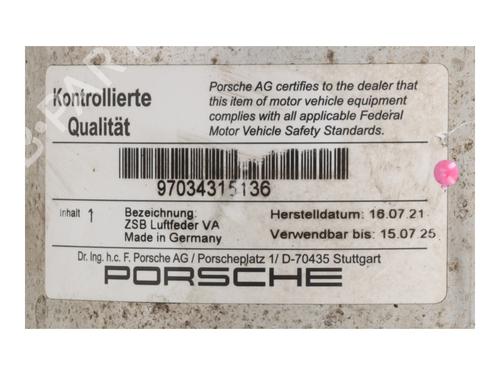 Kontrollierte
Qualität
Porsche AG certifies to the dealer that
this item of motor vehicle equipment
complies with all applicable Federal
Motor Vehicle Safety Standards.
97034315136
Inhalt 1
Bezeichnung:
ZSB Luftfeder VA
Made in Germany
Herstelldatum: 16.07.21
Verwendbar bis: 15.07.25
Dr. Ing. h.c. F. Porsche AG / Porscheplatz 1/ D-70435 Stuttgart
PORSCHE